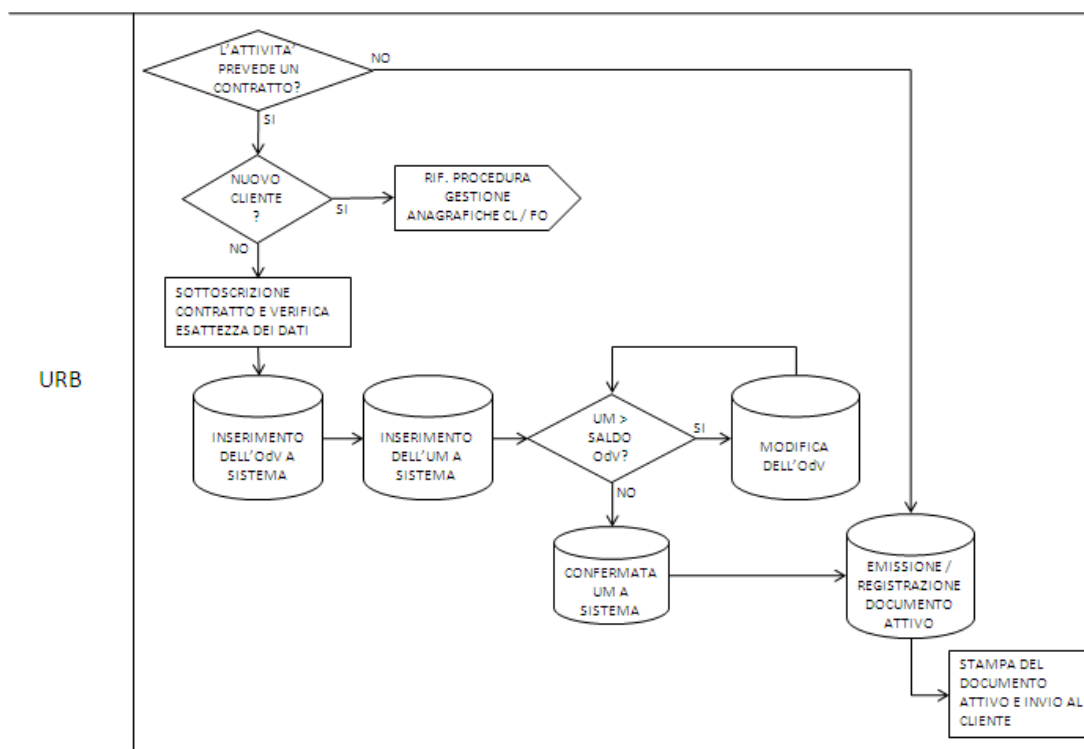 L'ATTIVITA'
PREVEDE UN
CONTRATTO?
NO
SI
NUOVO
CLIENTE
?
SI
RIF. PROCEDURA
GESTIONE
ANAGRAFICHE CL / FO
NO
SOTTOSCRIZIONE
CONTRATTO E VERIFICA
ESATTEZZA DEI DATI
URB
INSERIMENTO
DELL'OdV A
SISTEMA
INSERIMENTO
DELL'UM A
SISTEMA
UM >
SALDO
OdV?
SI
MODIFICA
DELL'OdV
NO
CONFERMATA
UM A
SISTEMA
EMISSIONE /
REGISTRAZIONE
DOCUMENTO
ATTIVO
STAMPA DEL
DOCUMENTO
ATTIVO E INVIO AL
CLIENTE